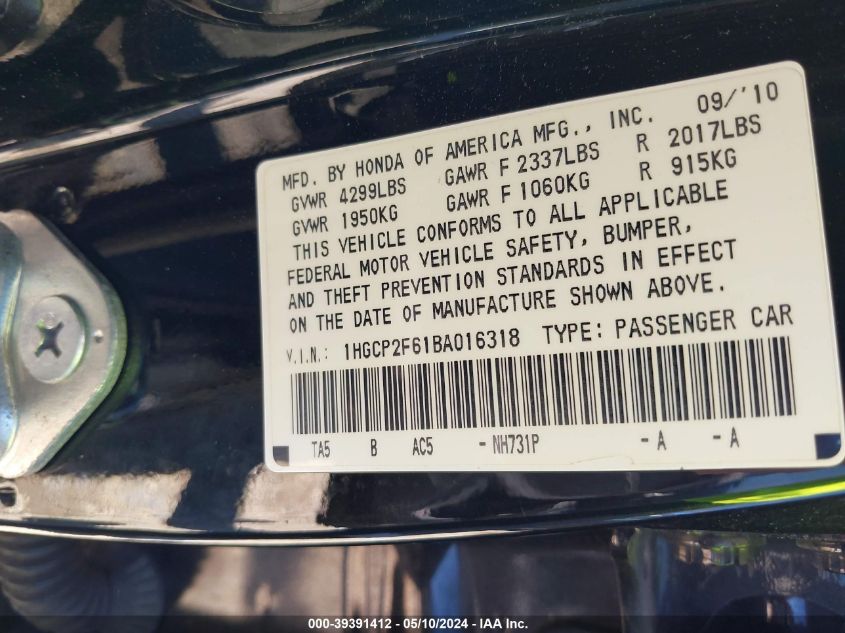 MFD. BY HONDA OF AMERICA MFG., INC. 09/'10
GVWR 4299LBS GAWR F 2337LBS R 2017LBS
GVWR 1950KG GAWR F 1060KG R 915KG
THIS VEHICLE CONFORMS TO ALL APPLICABLE
FEDERAL MOTOR VEHICLE SAFETY, BUMPER,
AND THEFT PREVENTION STANDARDS IN EFFECT
ON THE DATE OF MANUFACTURE SHOWN ABOVE.
V.I.N.: 1HGCP2F61BA016318 TYPE: PASSENGER CAR
TA5 B AC5 -NH731P -A -A
000-39391412 - 05/10/2024 - IAA Inc.